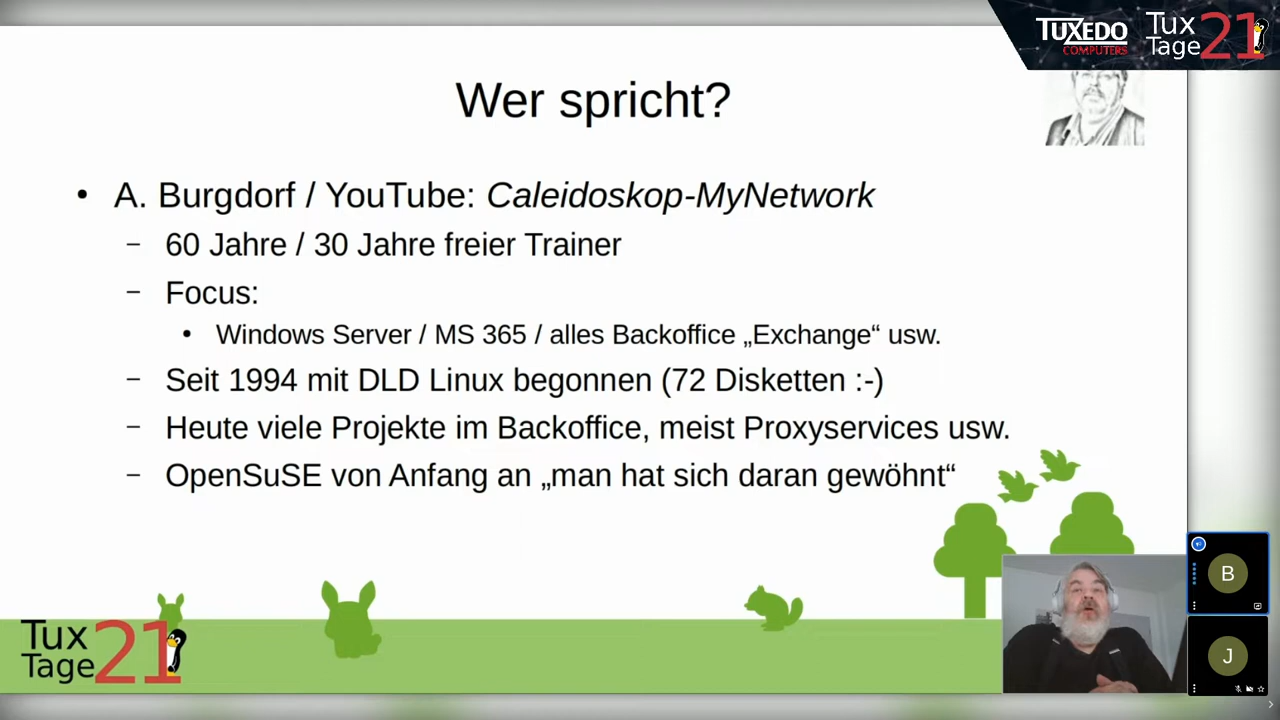 TUXEDO
COMPUTERS
Tux
Tage 21
Wer spricht?
• A. Burgdorf / YouTube: Caleidoskop-MyNetwork
– 60 Jahre / 30 Jahre freier Trainer
– Focus:
• Windows Server / MS 365 / alles Backoffice „Exchange“ usw.
– Seit 1994 mit DLD Linux begonnen (72 Disketten :-)
– Heute viele Projekte im Backoffice, meist Proxyservices usw.
– OpenSuSE von Anfang an „man hat sich daran gewöhnt“
B
J
Tux
Tage 21